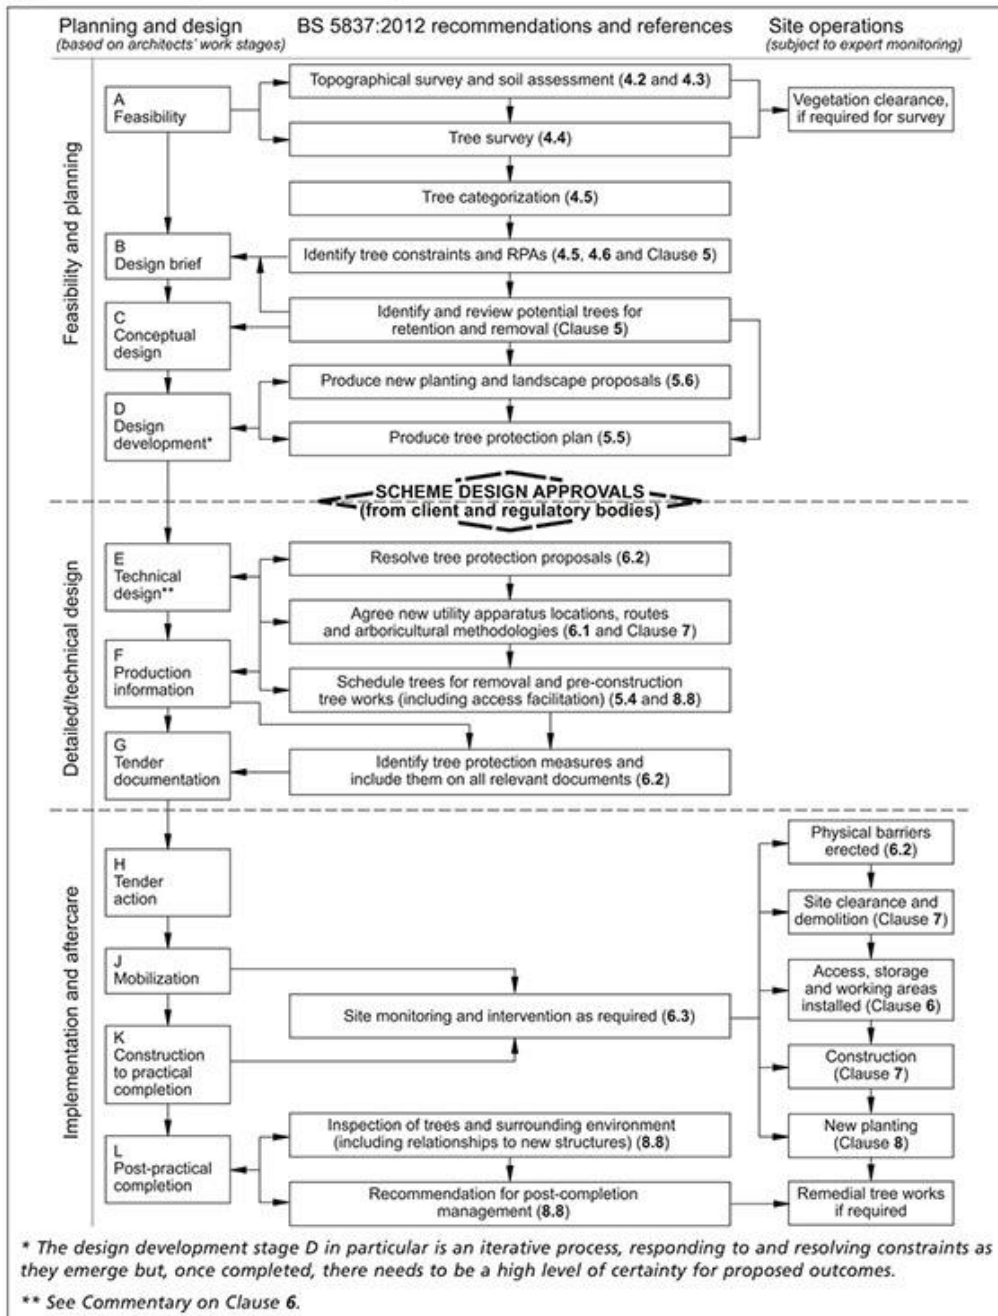 Planning and design
(based on architects' work stages)
BS 5837:2012 recommendations and references
Site operations
(subject to expert monitoring)
Feasibility and planning
A
Feasibility
Topographical survey and soil assessment (4.2 and 4.3)
Vegetation clearance,
if required for survey
Tree survey (4.4)
Tree categorization (4.5)
B
Design brief
Identify tree constraints and RPAs (4.5, 4.6 and Clause 5)
C
Conceptual
design
Identify and review potential trees for
retention and removal (Clause 5)
Produce new planting and landscape proposals (5.6)
D
Design
development*
Produce tree protection plan (5.5)
SCHEME DESIGN APPROVALS
(from client and regulatory bodies)
Detailed/technical design
E
Technical
design**
Resolve tree protection proposals (6.2)
Agree new utility apparatus locations, routes
and arboricultural methodologies (6.1 and Clause 7)
F
Production
information
Schedule trees for removal and pre-construction
tree works (including access facilitation) (5.4 and 8.8)
G
Tender
documentation
Identify tree protection measures and
include them on all relevant documents (6.2)
Implementation and aftercare
H
Tender
action
J
Mobilization
K
Construction
to practical
completion
Site monitoring and intervention as required (6.3)
Physical barriers
erected (6.2)
Site clearance and
demolition (Clause 7)
Access, storage
and working areas
installed (Clause 6)
Construction
(Clause 7)
New planting
(Clause 8)
L
Post-practical
completion
Inspection of trees and surrounding environment
(including relationships to new structures) (8.8)
Recommendation for post-completion
management (8.8)
Remedial tree works
if required
* The design development stage D in particular is an iterative process, responding to and resolving constraints as
they emerge but, once completed, there needs to be a high level of certainty for proposed outcomes.
** See Commentary on Clause 6.